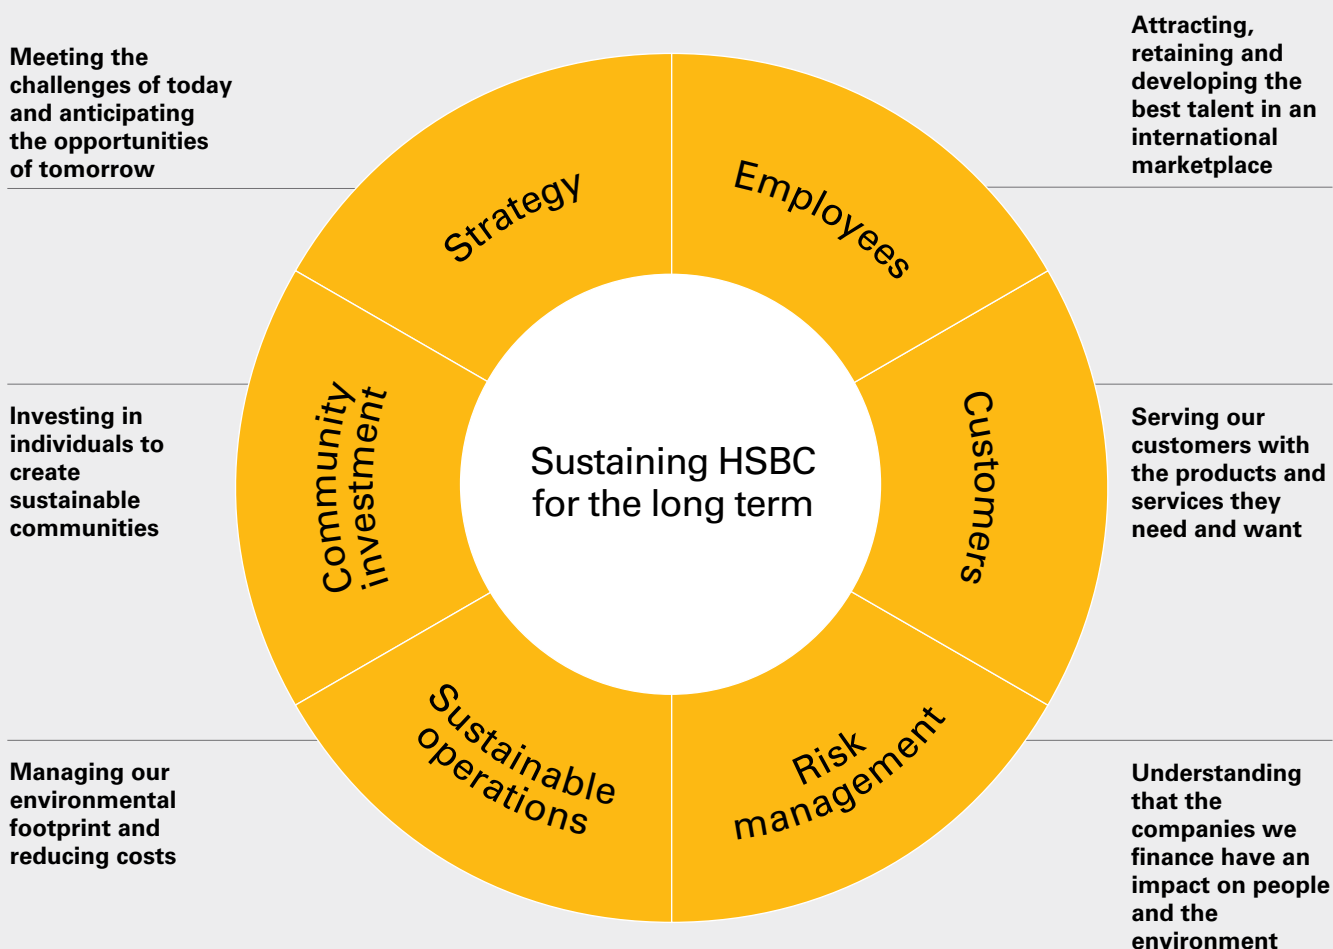 Meeting the
challenges of today
and anticipating
the opportunities
of tomorrow
Attracting,
retaining and
developing the
best talent in an
international
marketplace
Strategy
Employees
Community
investment
Customers
Sustaining HSBC
for the long term
Investing in
individuals to
create
sustainable
communities
Serving our
customers with
the products and
services they
need and want
Sustainable
operations
Risk
management
Managing our
environmental
footprint and
reducing costs
Understanding
that the
companies we
finance have an
impact on people
and the
environment